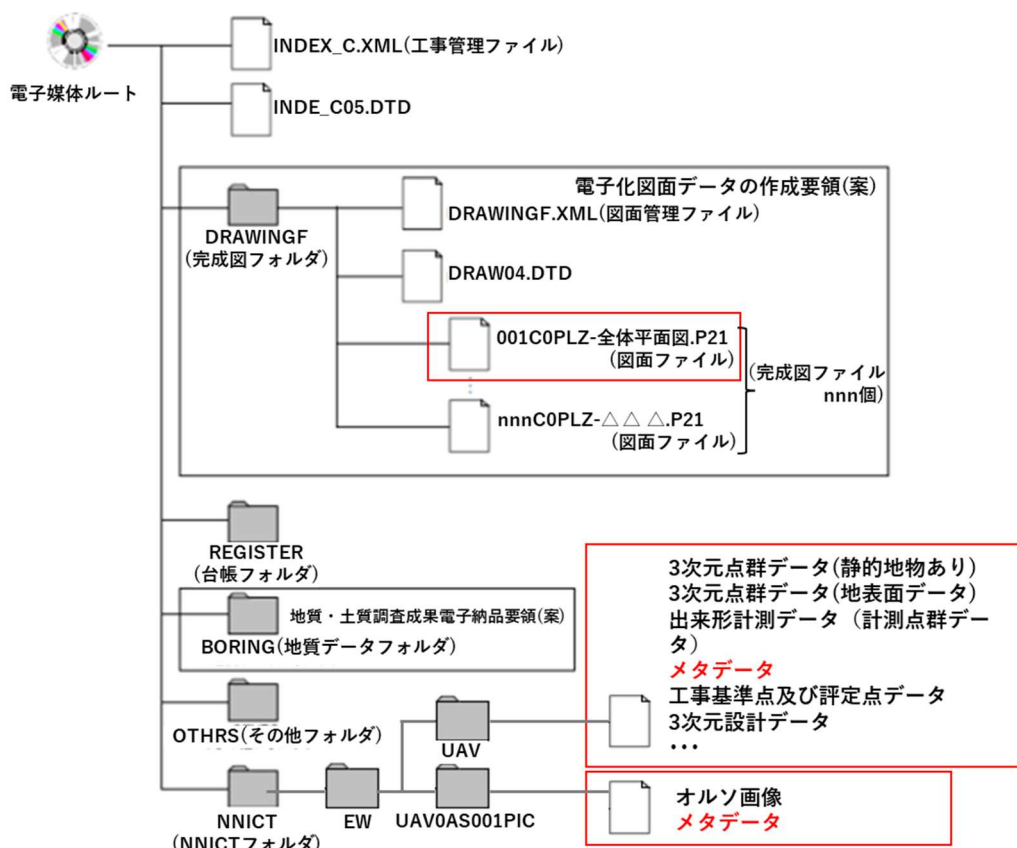 INDEX_C.XML(工事管理ファイル)
電子媒体ルート
INDE_C05.DTD
電子化図面データの作成要領(案)
DRAWINGF.XML(図面管理ファイル)
DRAWINGF
(完成図フォルダ)
DRAW04.DTD
001C0PLZ-全体平面図.P21
(図面ファイル)
(完成図ファイル
nnn個)
nnnC0PLZ-△△△.P21
(図面ファイル)
REGISTER
(台帳フォルダ)
地質・土質調査成果電子納品要領(案)
BORING(地質データフォルダ)
OTHRS(その他フォルダ)
3次元点群データ(静的地物あり)
3次元点群データ(地表面データ)
出来形計測データ（計測点群デー
タ）
メタデータ
工事基準点及び評定点データ
3次元設計データ
・・・
UAV
オルソ画像
メタデータ
NNICT
(NNICTフォルダ)
EW
UAV0AS001PIC